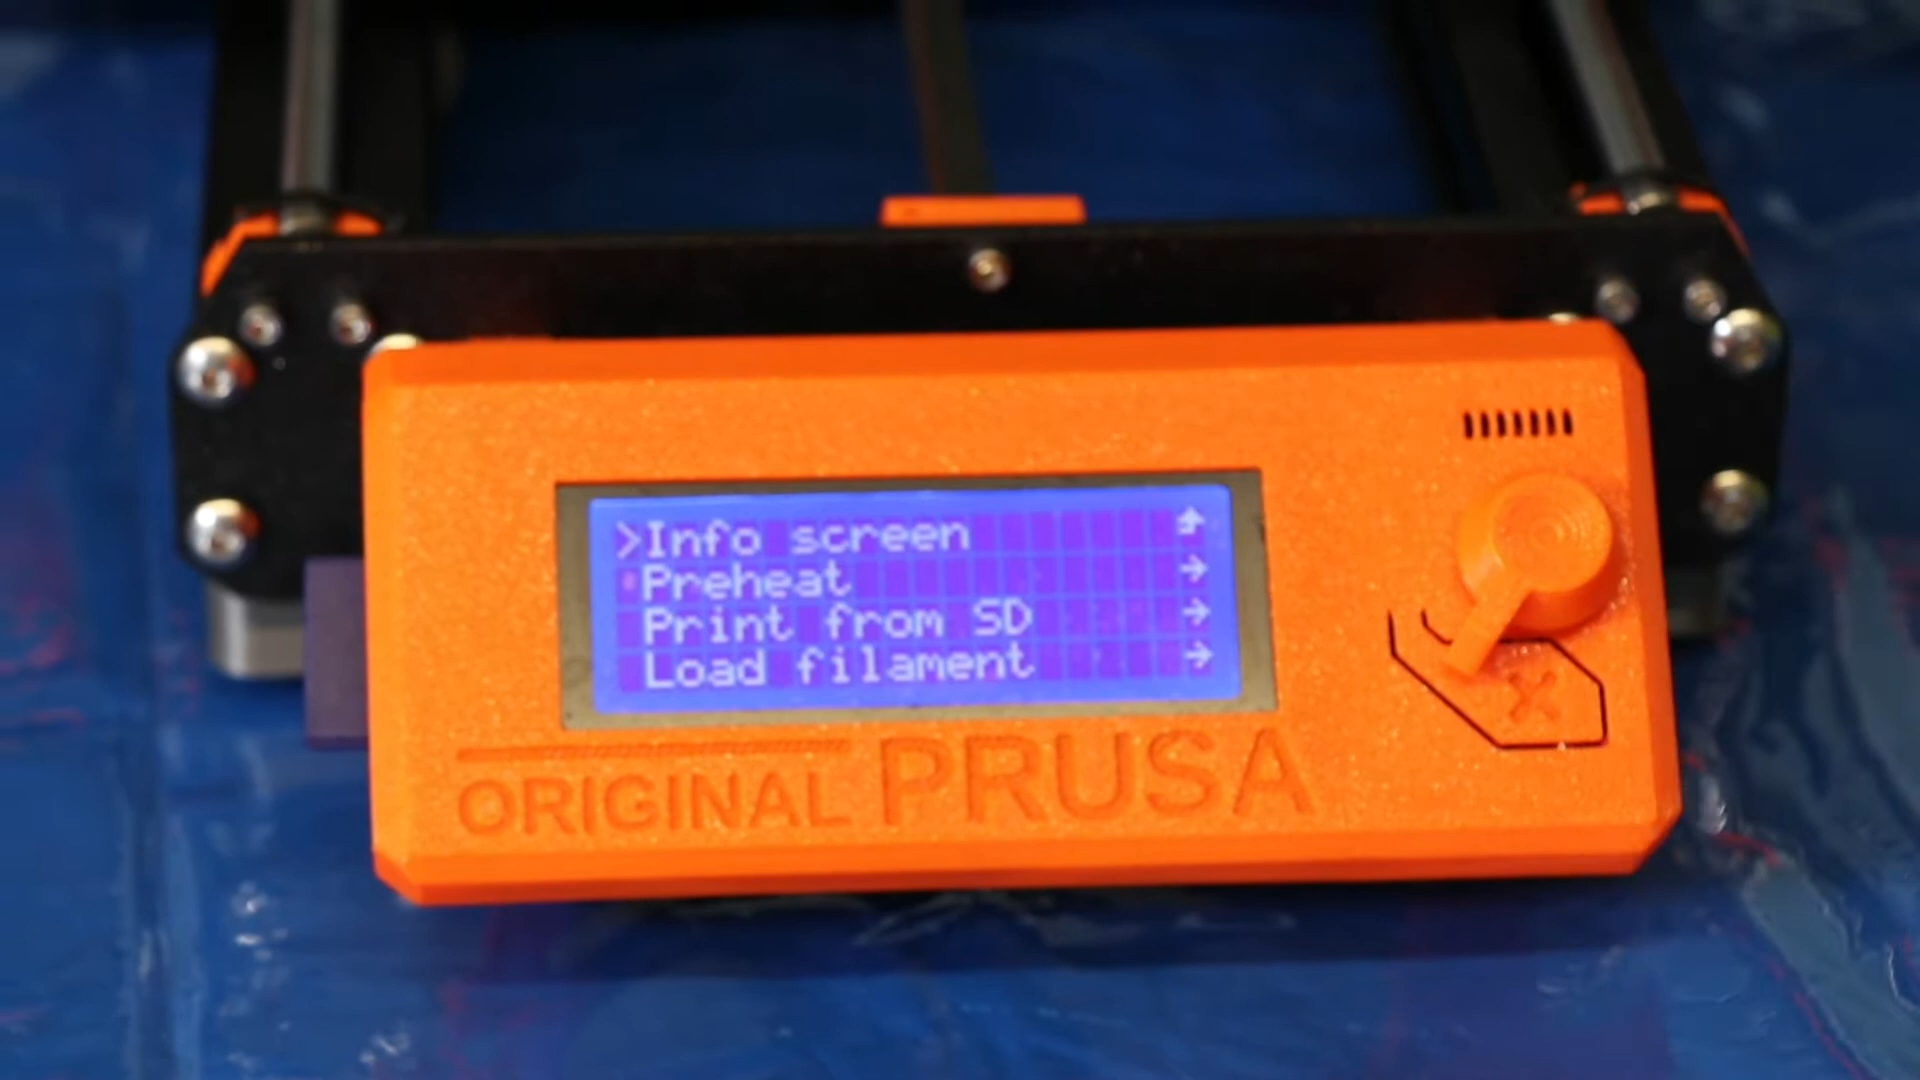 >Info screen ↑
Preheat →
Print from SD →
Load filament →
ORIGINAL PRUSA